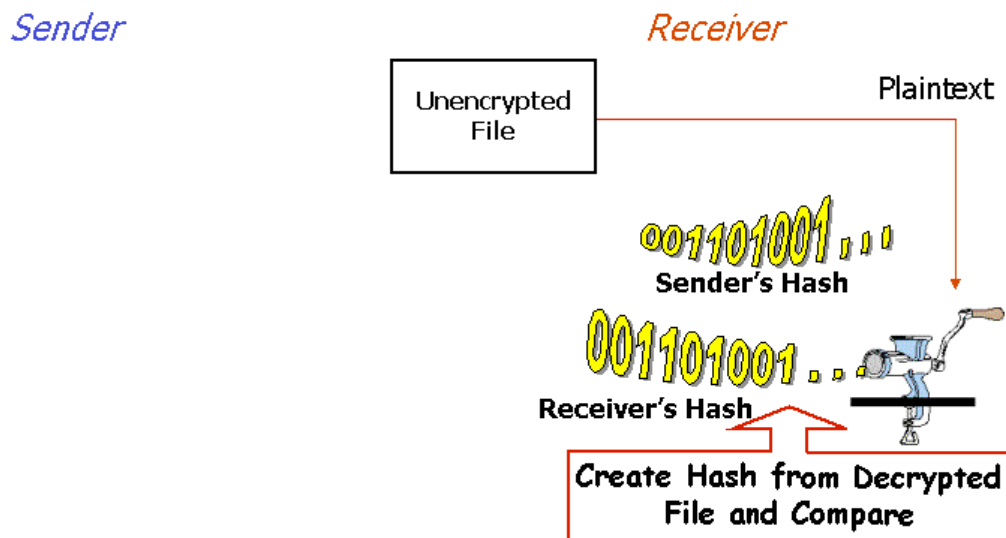 Sender
Receiver
Unencrypted
File
Plaintext
001101001...
Sender's Hash
001101001...
Receiver's Hash
Create Hash from Decrypted
File and Compare